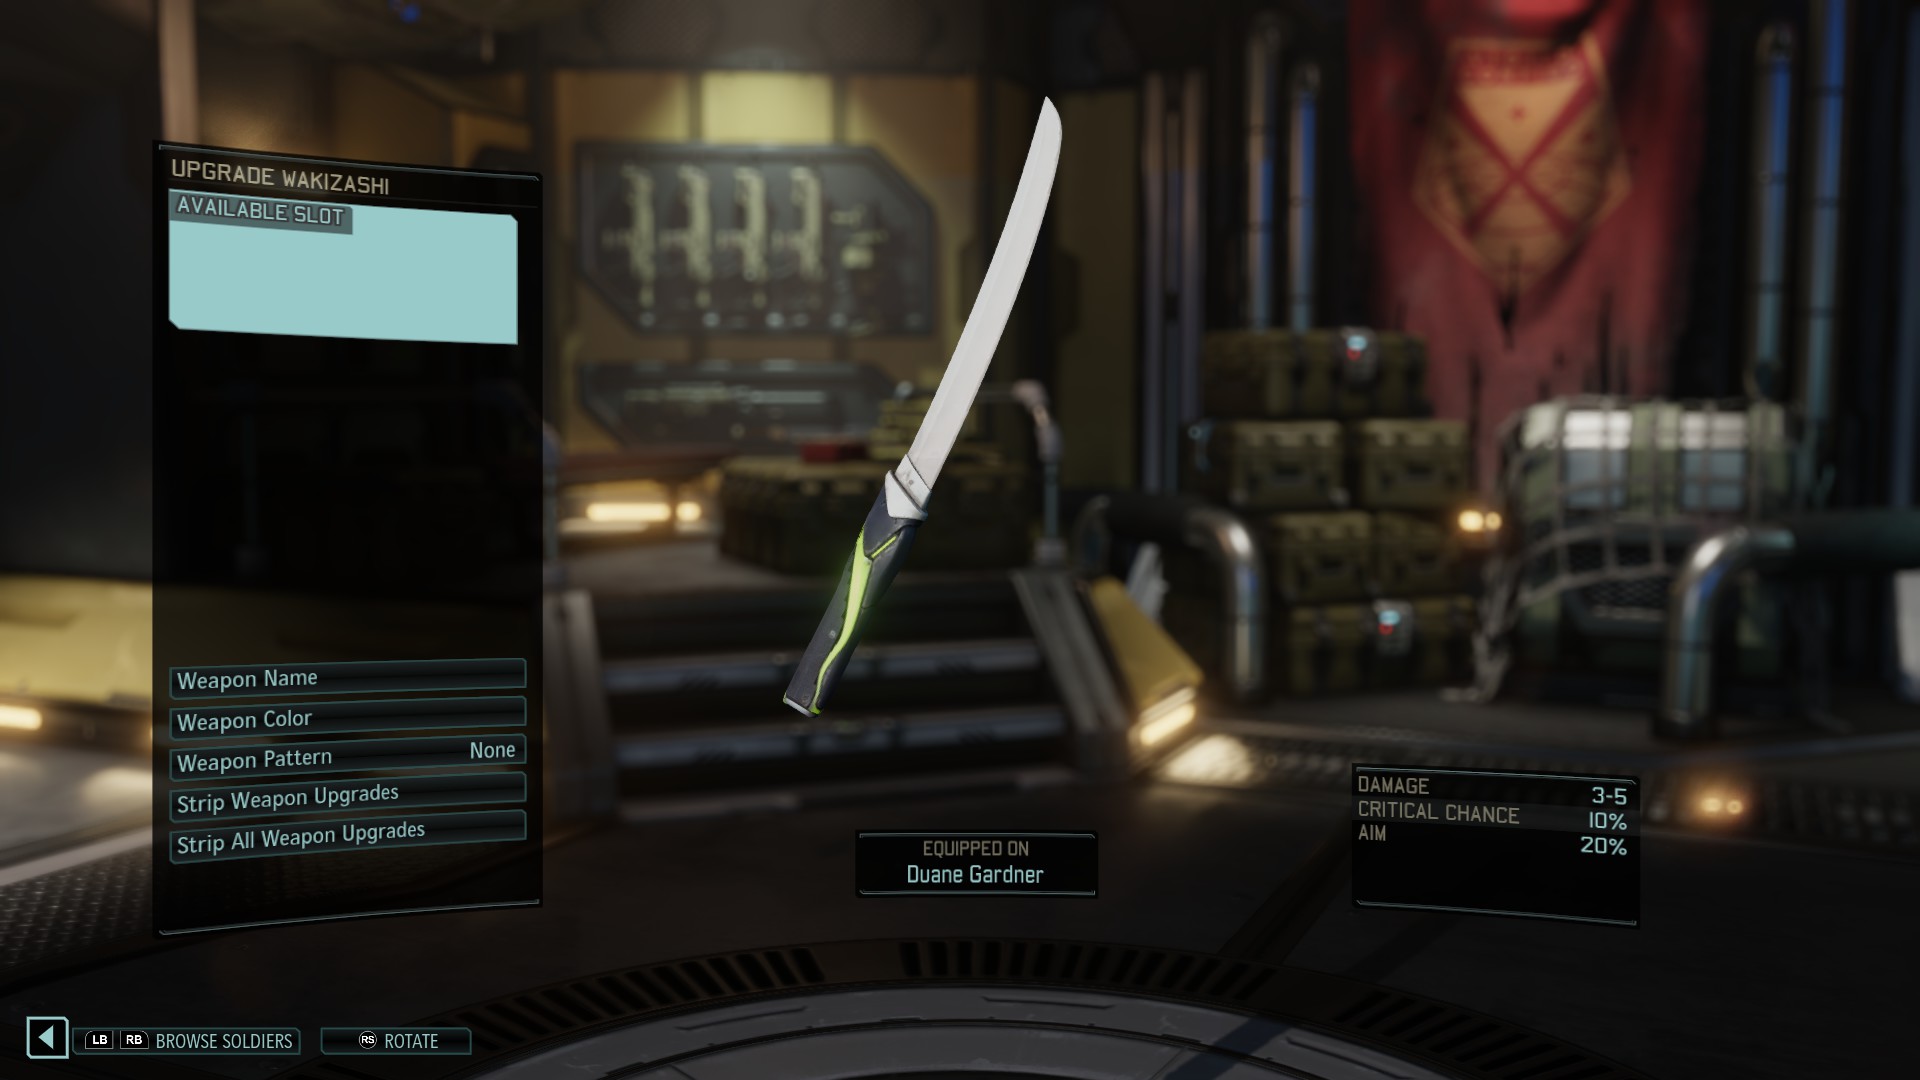 UPGRADE WAKIZASHI
AVAILABLE SLOT
Weapon Name
Weapon Color
Weapon Pattern None
Strip Weapon Upgrades
Strip All Weapon Upgrades
EQUIPPED ON
Duane Gardner
DAMAGE 3-5
CRITICAL CHANCE 10%
AIM 20%
LB RB BROWSE SOLDIERS
RS ROTATE